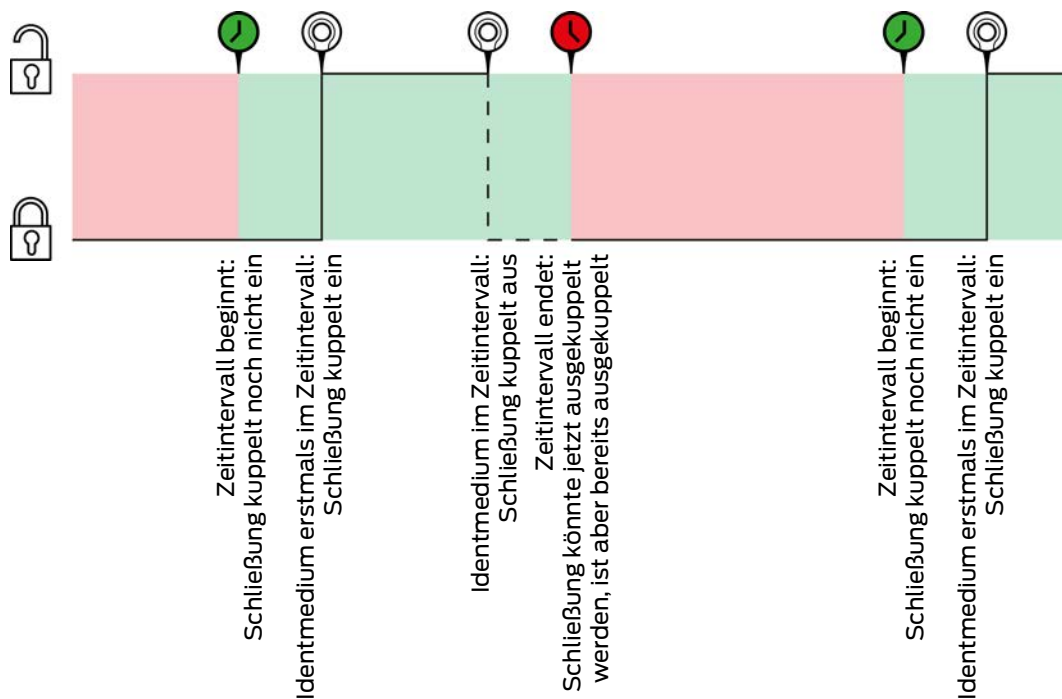 Zeitintervall beginnt:
Schließung kuppelt noch nicht ein
Identmedium erstmals im Zeitintervall:
Schließung kuppelt ein
Identmedium im Zeitintervall:
Schließung kuppelt aus
Zeitintervall endet:
Schließung könnte jetzt ausgekuppelt
werden, ist aber bereits ausgekuppelt
Zeitintervall beginnt:
Schließung kuppelt noch nicht ein
Identmedium erstmals im Zeitintervall:
Schließung kuppelt ein